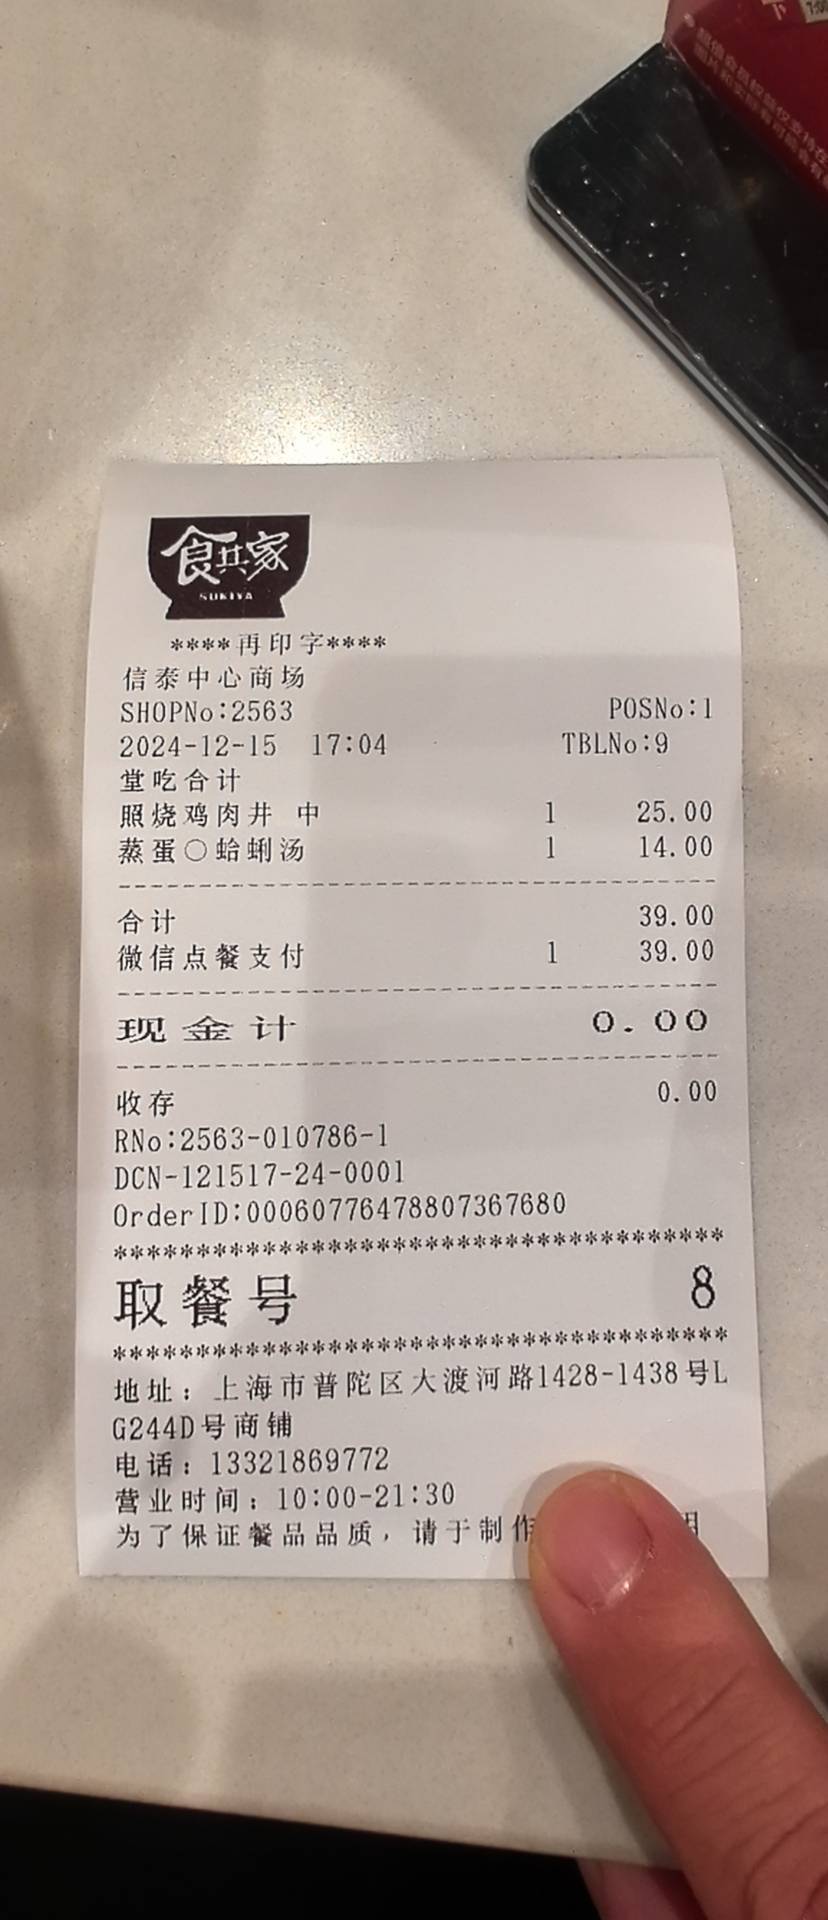 下
7:00
食其家
SUKIYA
****再印字****
信泰中心商场
SHOPNo:2563 POSNo:1
2024-12-15 17:04 TBLNo:9
堂吃合计
照烧鸡肉井 中 1 25.00
蒸蛋○蛤蜊汤 1 14.00
--------------------------------------
合计 39.00
微信点餐支付 1 39.00
--------------------------------------
现金计 0.00
--------------------------------------
收存 0.00
RNo:2563-010786-1
DCN-121517-24-0001
OrderID:00060776478807367680
**************************************
取餐号 8
**************************************
地址：上海市普陀区大渡河路1428-1438号L
G244D号商铺
电话：13321869772
营业时间：10:00-21:30
为了保证餐品品质，请于制作